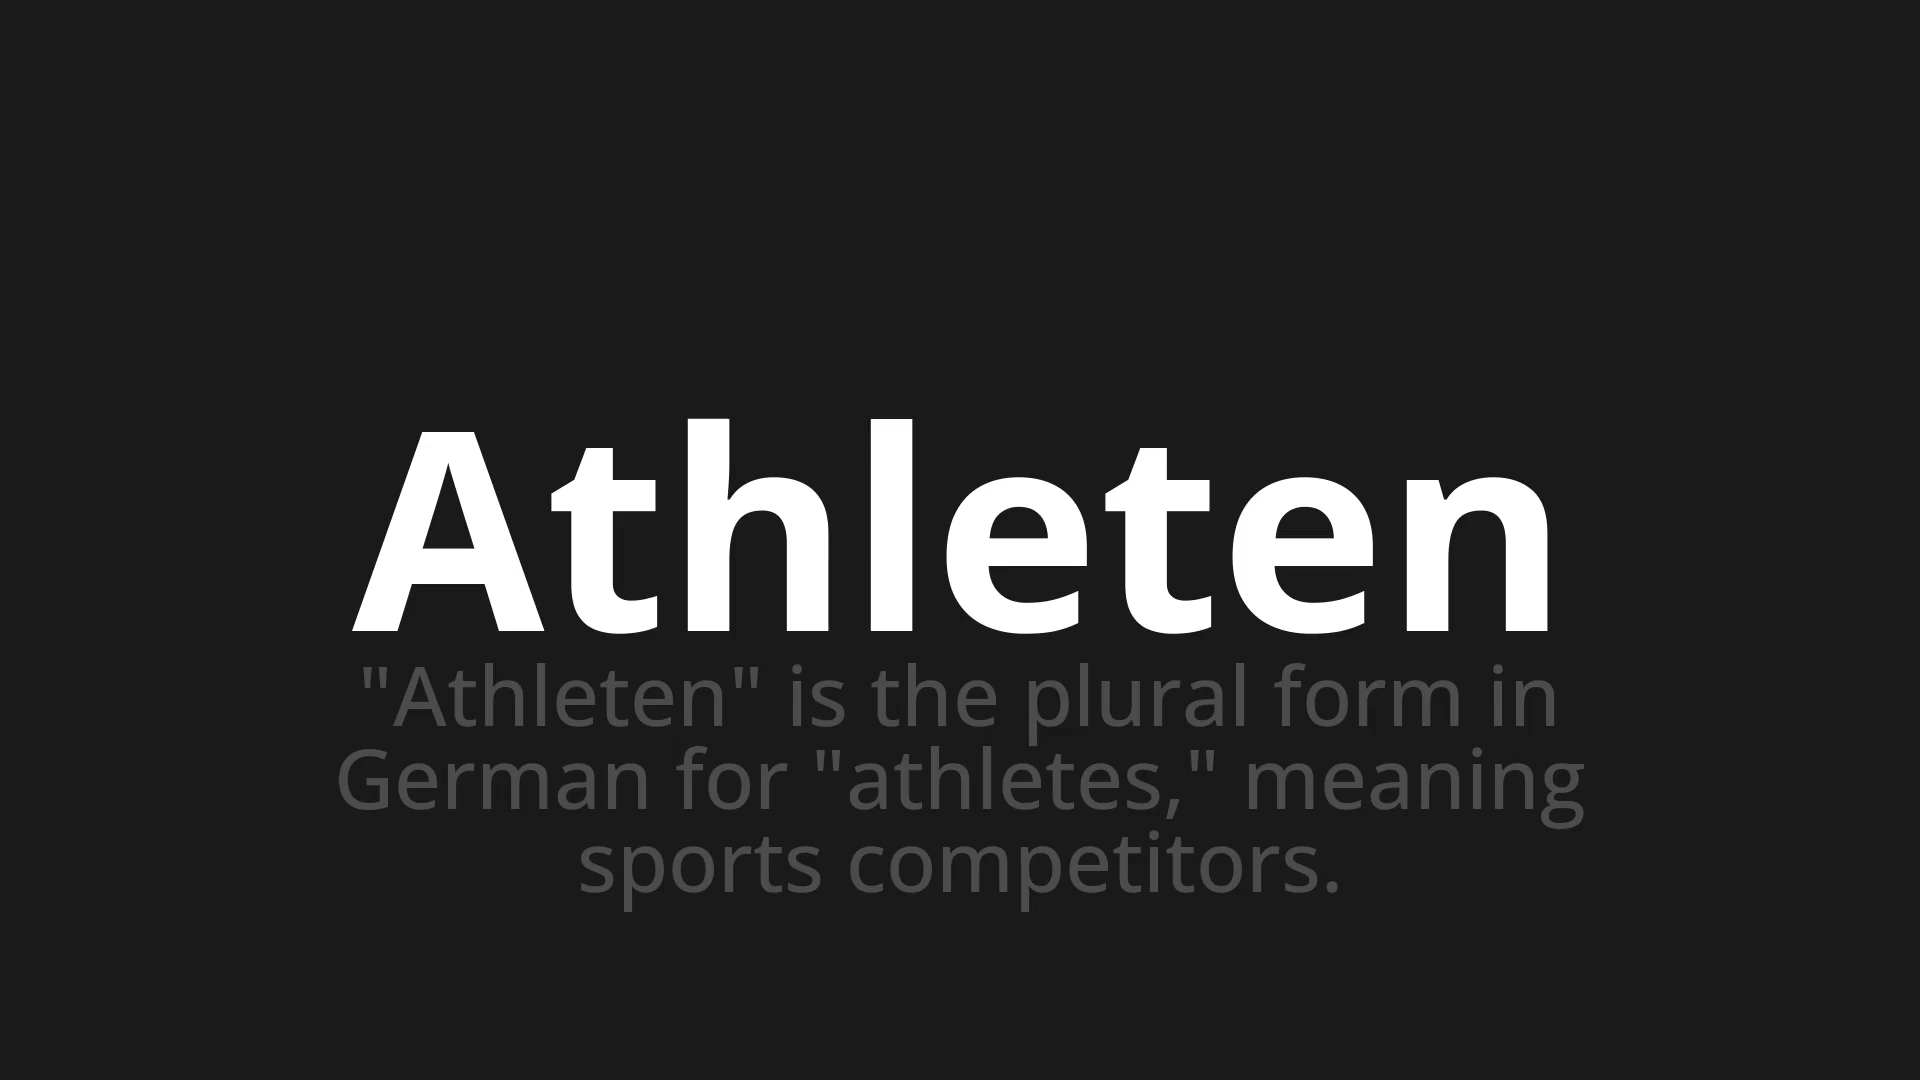 Athleten
"Athleten" is the plural form in
German for "athletes," meaning
sports competitors.